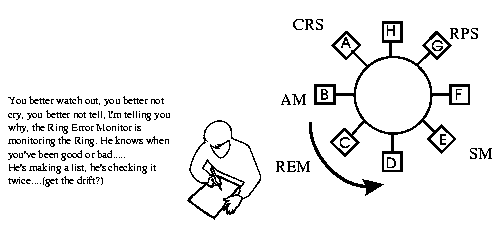 CRS
H
RPS
A
G
You better watch out, you better not
cry, you better not tell, I'm telling you
why, the Ring Error Monitor is
monitoring the Ring. He knows when
you've been good or bad.....
He's making a list, he's checking it
twice....(get the drift?)
AM
B
F
C
E
D
REM
SM